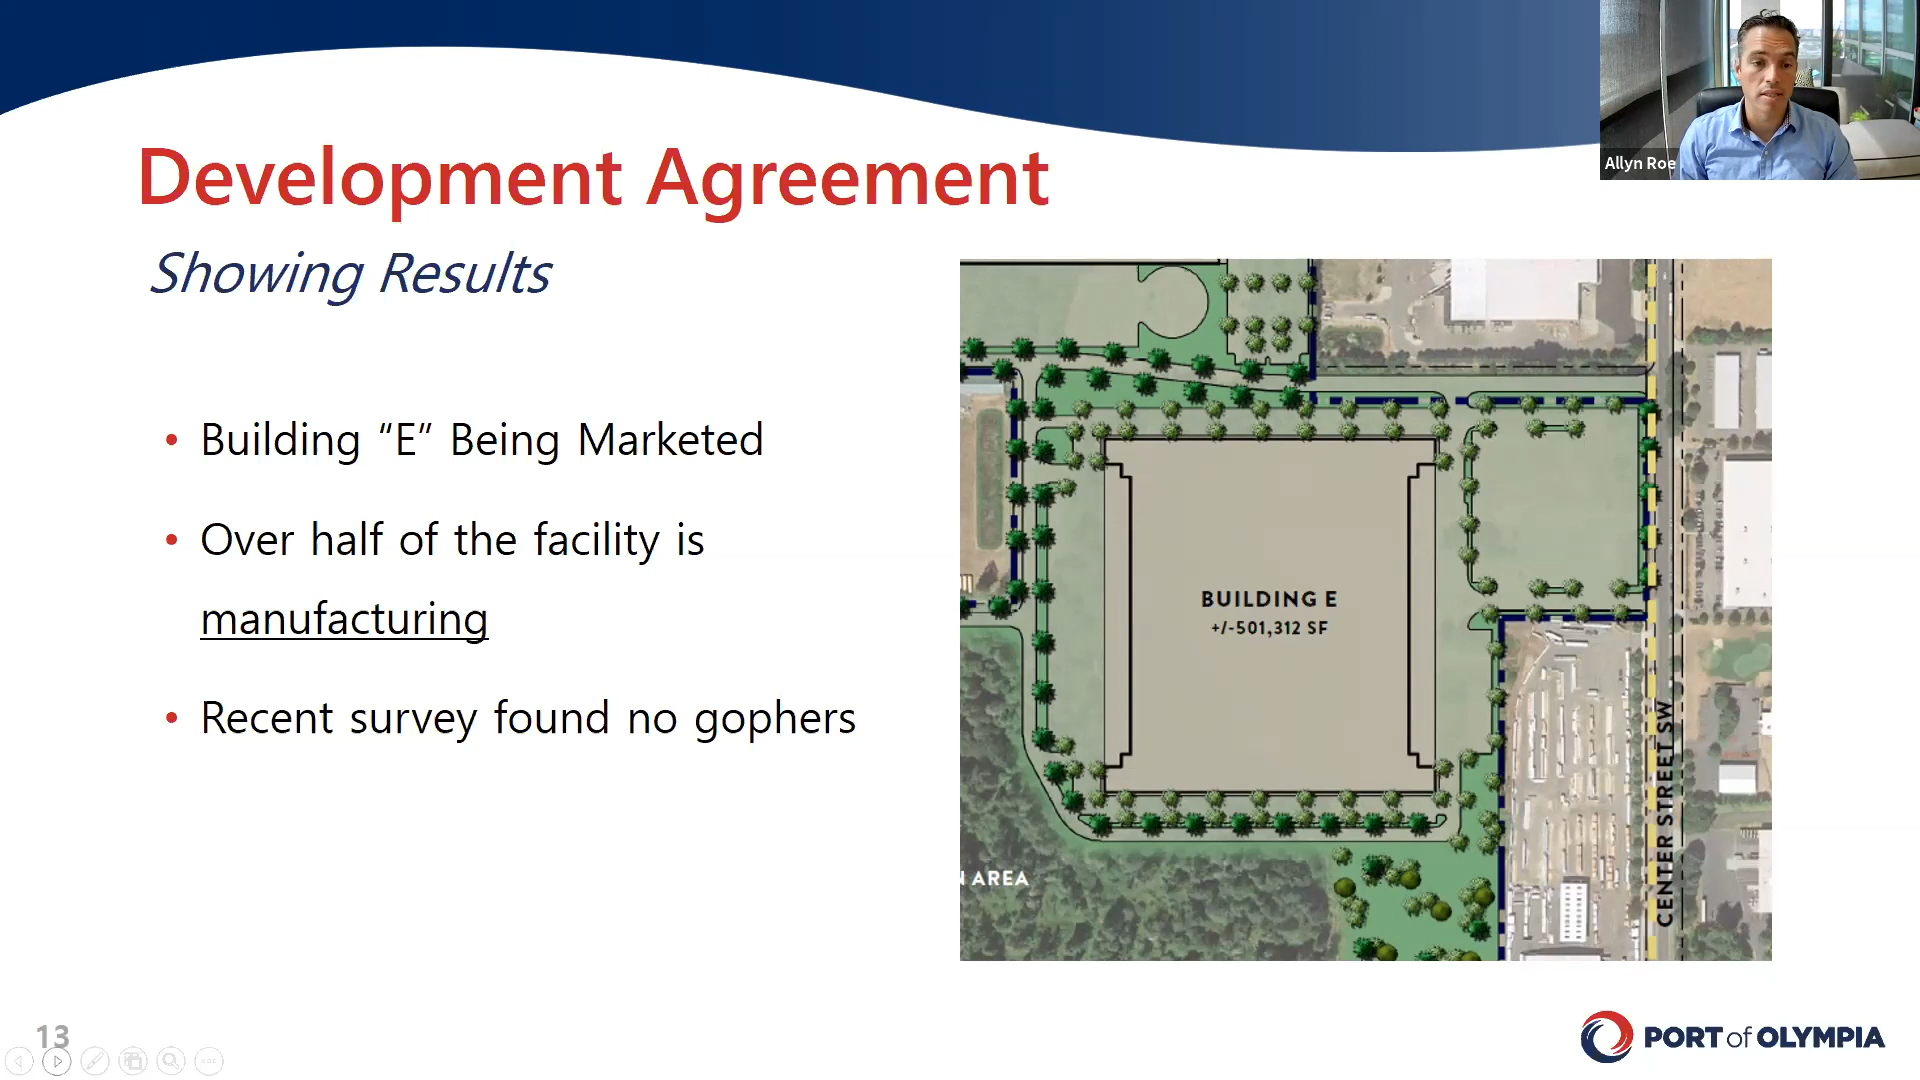 Allyn Roe
Development Agreement
Showing Results
• Building “E” Being Marketed
• Over half of the facility is
manufacturing
• Recent survey found no gophers
BUILDING E
+/-501,312 SF
CENTER STREET SW
N AREA
13
PORT of OLYMPIA